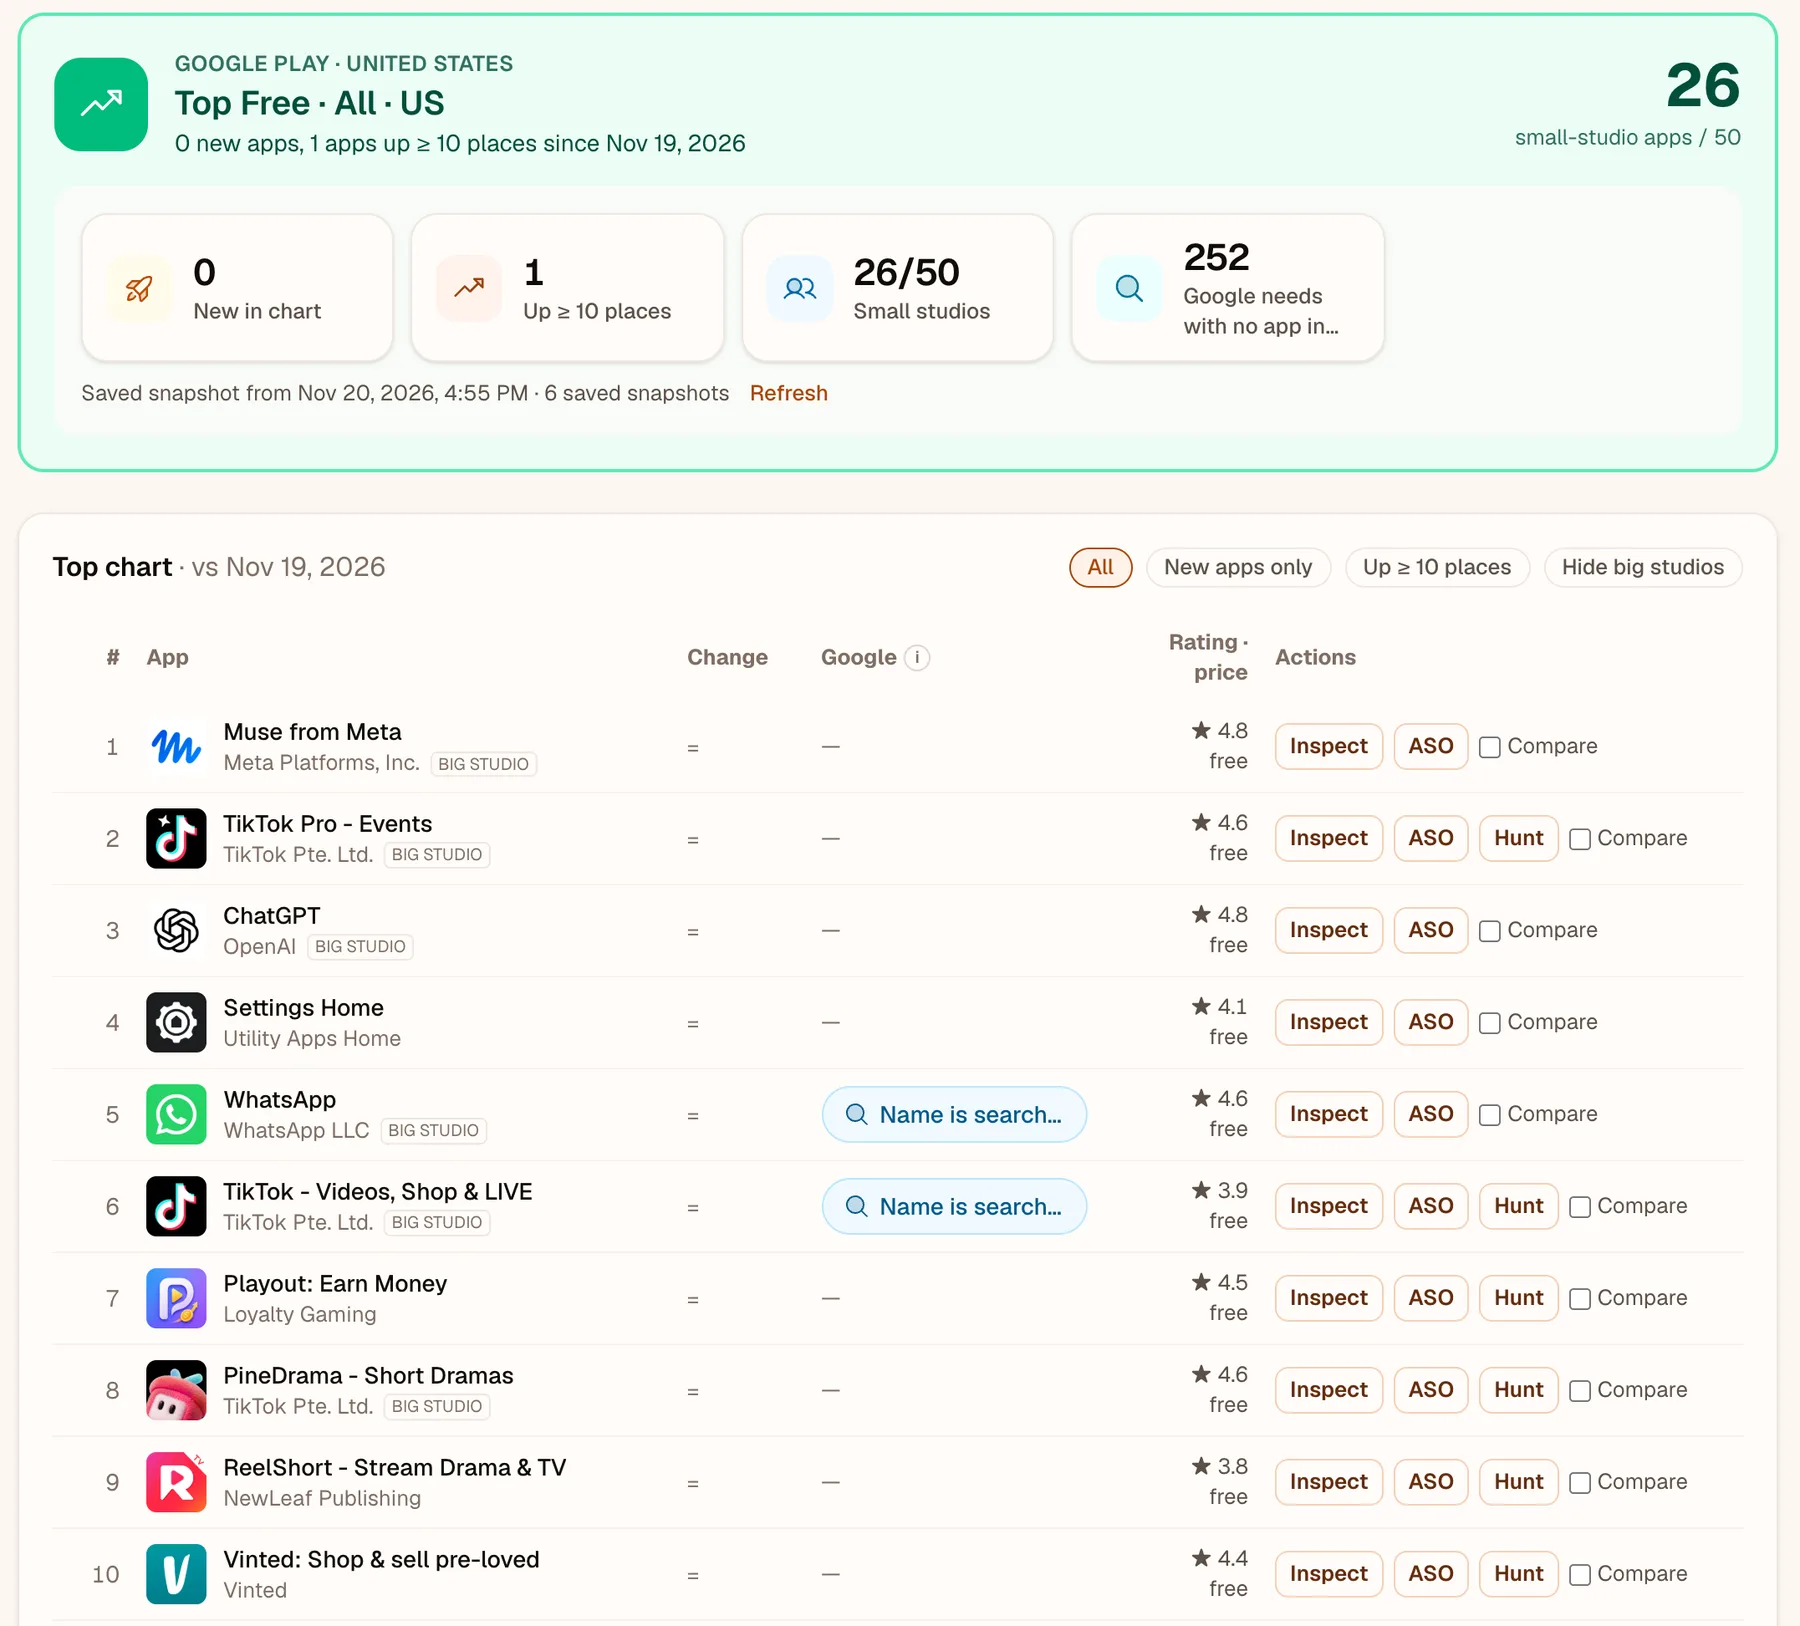 GOOGLE PLAY · UNITED STATES
Top Free · All · US
0 new apps, 1 apps up ≥ 10 places since Nov 19, 2026
26
small-studio apps / 50
0
New in chart
1
Up ≥ 10 places
26/50
Small studios
252
Google needs
with no app in...
Saved snapshot from Nov 20, 2026, 4:55 PM · 6 saved snapshots Refresh
Top chart · vs Nov 19, 2026
All New apps only Up ≥ 10 places Hide big studios
# App Change Google i Rating · price Actions
1 Muse from Meta = — ★ 4.8 Inspect ASO Compare
Meta Platforms, Inc. BIG STUDIO free
2 TikTok Pro - Events = — ★ 4.6 Inspect ASO Hunt Compare
TikTok Pte. Ltd. BIG STUDIO free
3 ChatGPT = — ★ 4.8 Inspect ASO Compare
OpenAI BIG STUDIO free
4 Settings Home = — ★ 4.1 Inspect ASO Compare
Utility Apps Home free
5 WhatsApp = Name is search... ★ 4.6 Inspect ASO Compare
WhatsApp LLC BIG STUDIO free
6 TikTok - Videos, Shop & LIVE = Name is search... ★ 3.9 Inspect ASO Hunt Compare
TikTok Pte. Ltd. BIG STUDIO free
7 Playout: Earn Money = — ★ 4.5 Inspect ASO Hunt Compare
Loyalty Gaming free
8 PineDrama - Short Dramas = — ★ 4.6 Inspect ASO Hunt Compare
TikTok Pte. Ltd. BIG STUDIO free
9 ReelShort - Stream Drama & TV = — ★ 3.8 Inspect ASO Hunt Compare
NewLeaf Publishing free
10 Vinted: Shop & sell pre-loved = — ★ 4.4 Inspect ASO Hunt Compare
Vinted free